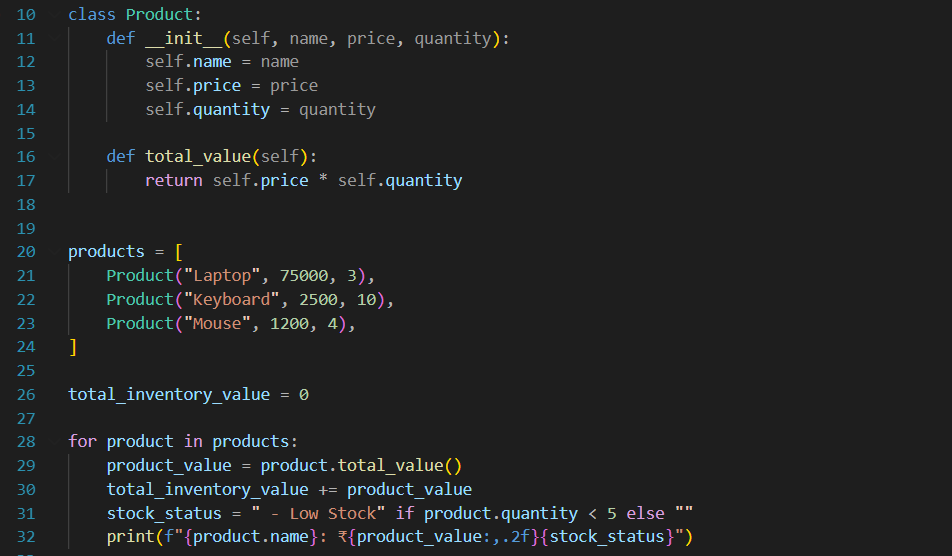 10 class Product:
11     def __init__(self, name, price, quantity):
12         self.name = name
13         self.price = price
14         self.quantity = quantity
15
16     def total_value(self):
17         return self.price * self.quantity
18
19
20 products = [
21     Product("Laptop", 75000, 3),
22     Product("Keyboard", 2500, 10),
23     Product("Mouse", 1200, 4),
24 ]
25
26 total_inventory_value = 0
27
28 for product in products:
29     product_value = product.total_value()
30     total_inventory_value += product_value
31     stock_status = " - Low Stock" if product.quantity < 5 else ""
32     print(f"{product.name}: ₹{product_value:,.2f}{stock_status}")